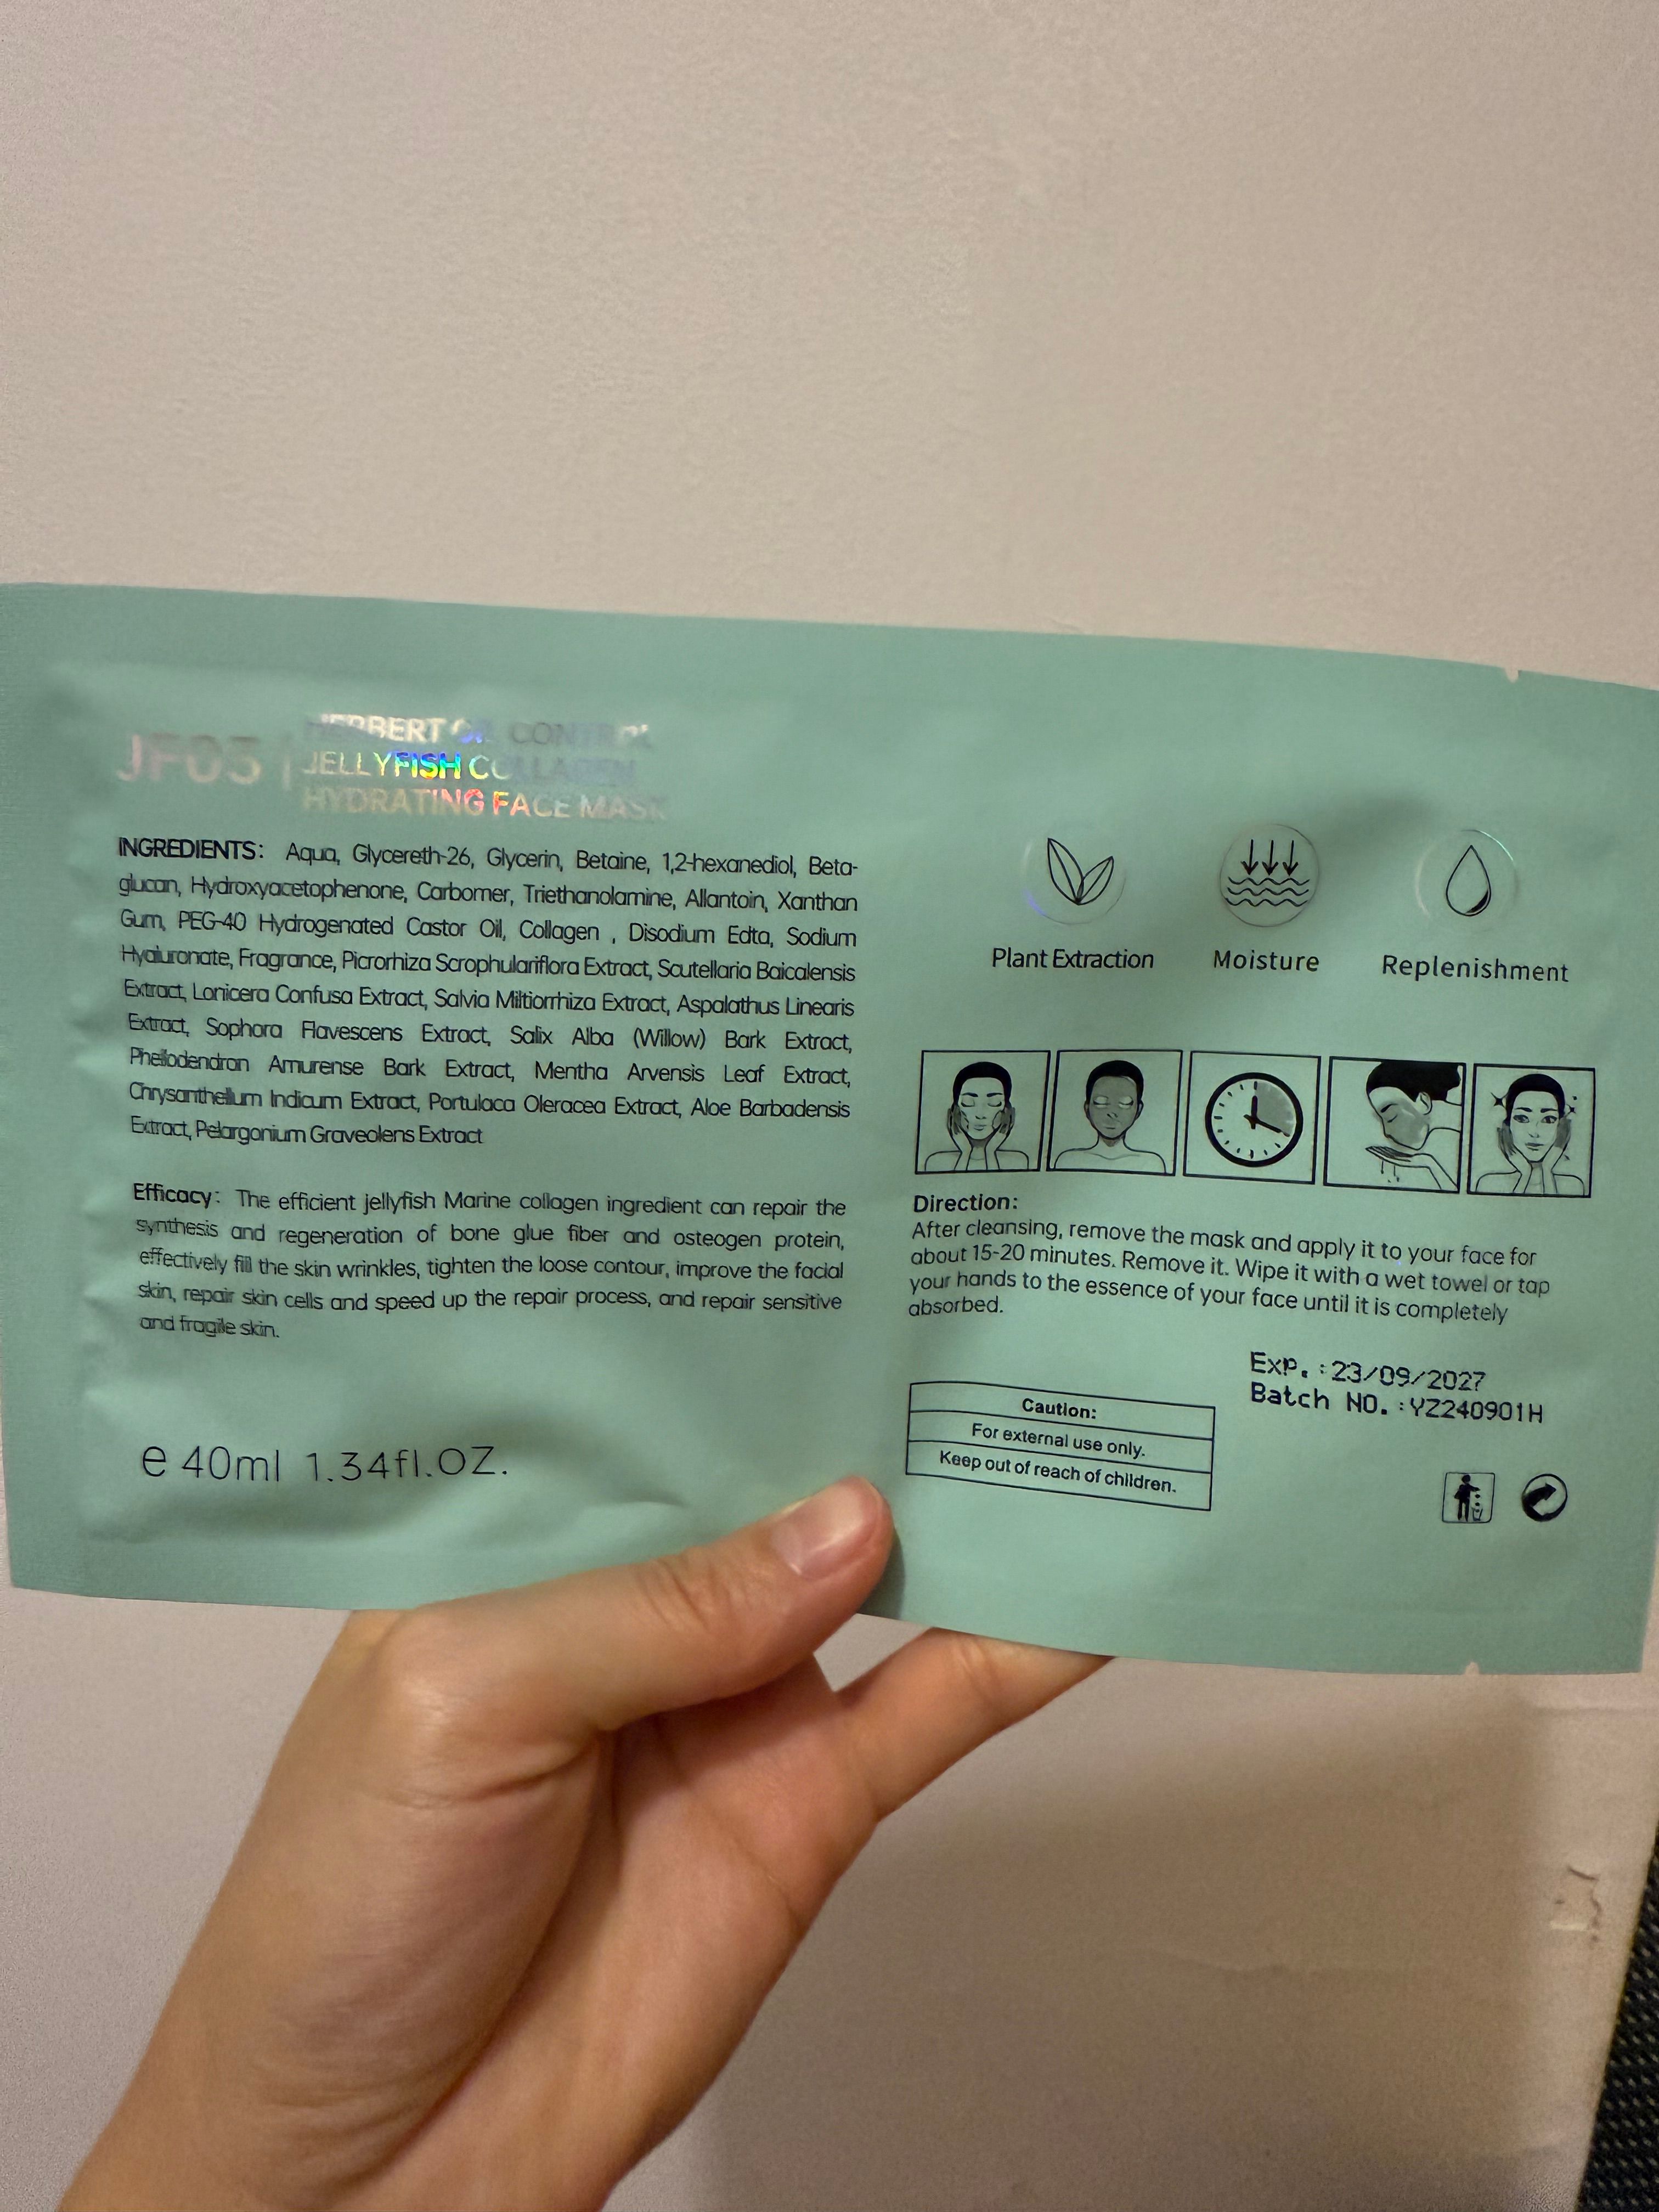 JF03
HERBERT OIL CONTROL
JELLYFISH COLLAGEN
HYDRATING FACE MASK
INGREDIENTS: Aqua, Glycereth-26, Glycerin, Betaine, 1,2-hexanediol, Beta-
glucan, Hydroxyacetophenone, Carbomer, Triethanolamine, Allantoin, Xanthan
Gum, PEG-40 Hydrogenated Castor Oil, Collagen , Disodium Edta, Sodium
Hyaluronate, Fragrance, Picrorhiza Scrophulariflora Extract, Scutellaria Baicalensis
Extract, Lonicera Confusa Extract, Salvia Miltiorrhiza Extract, Aspalathus Linearis
Extract, Sophora Flavescens Extract, Salix Alba (Willow) Bark Extract,
Phellodendron Amurense Bark Extract, Mentha Arvensis Leaf Extract,
Chrysanthellum Indicum Extract, Portulaca Oleracea Extract, Aloe Barbadensis
Extract, Pelargonium Graveolens Extract
Efficacy: The efficient jellyfish Marine collagen ingredient can repair the
synthesis and regeneration of bone glue fiber and osteogen protein,
effectively fill the skin wrinkles, tighten the loose contour, improve the facial
skin, repair skin cells and speed up the repair process, and repair sensitive
and fragile skin.
e 40ml 1.34fl.OZ.
Plant Extraction
Moisture
Replenishment
Direction:
After cleansing, remove the mask and apply it to your face for
about 15-20 minutes. Remove it. Wipe it with a wet towel or tap
your hands to the essence of your face until it is completely
absorbed.
Exp. :23/09/2027
Batch NO. :YZ240901H
Caution:
For external use only.
Keep out of reach of children.